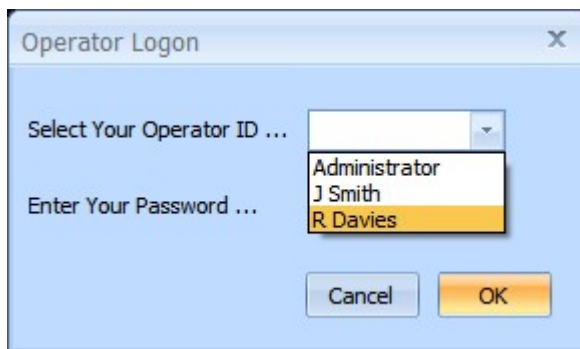 Operator Logon
Select Your Operator ID ...
Administrator
J Smith
R Davies
Enter Your Password ...
Cancel
OK